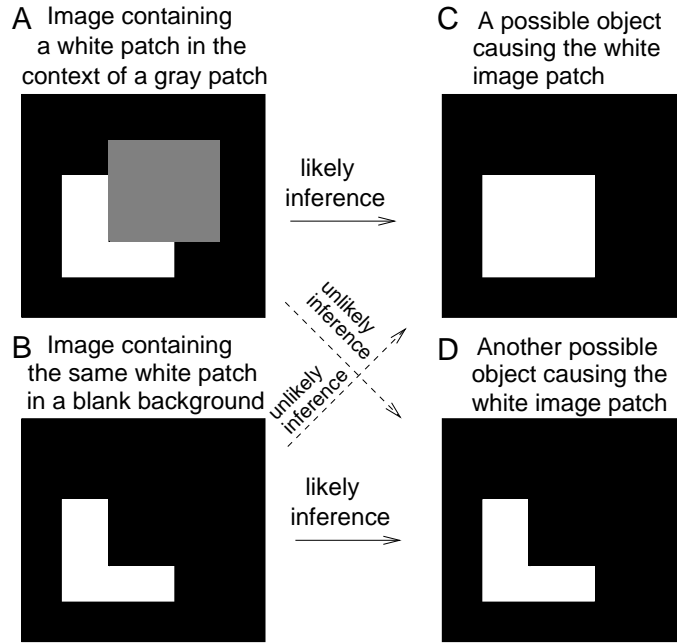 A Image containing
a white patch in the
context of a gray patch
C A possible object
causing the white
image patch
likely
inference
unlikely
inference
unlikely
inference
B Image containing
the same white patch
in a blank background
D Another possible
object causing the
white image patch
likely
inference